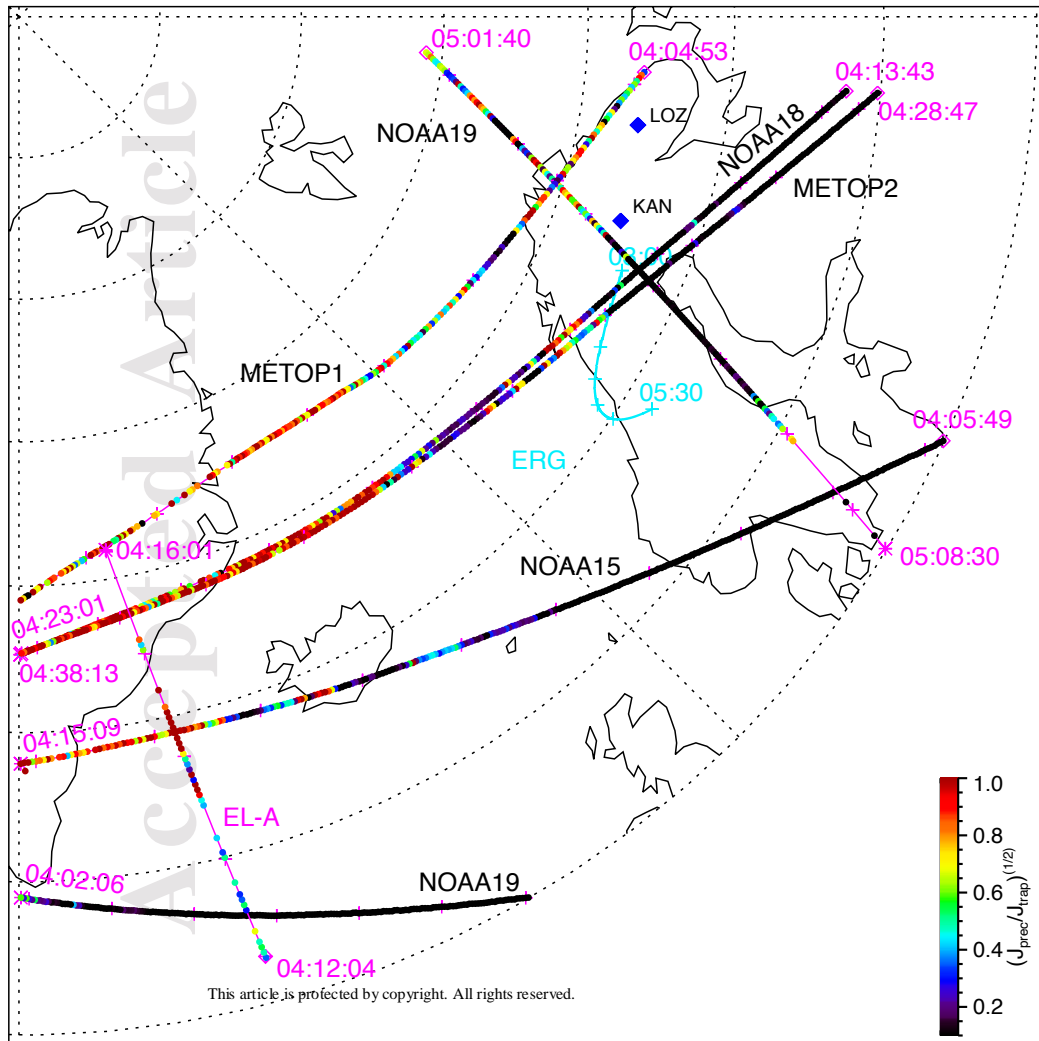 05:01:40
04:04:53
04:13:43
04:28:47
NOAA19
LOZ
NOAA18
METOP2
KAN
03:00
METOP1
05:30
04:05:49
ERG
04:16:01
NOAA15
05:08:30
04:23:01
04:38:13
04:15:09
EL-A
04:02:06
NOAA19
04:12:04
Accepted Article
1.0
0.8
0.6
0.4
0.2
(J_prec/J_trap)^(1/2)
This article is protected by copyright. All rights reserved.